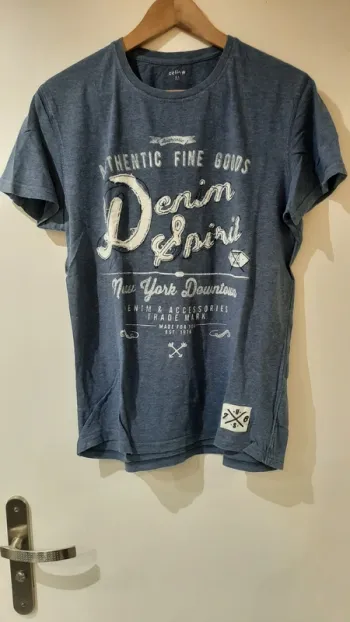 AUTHENTIC FINE GOODS
Denim
Spirit
New York Downtown
DENIM & ACCESSORIES
TRADE MARK
MADE FOR YOU